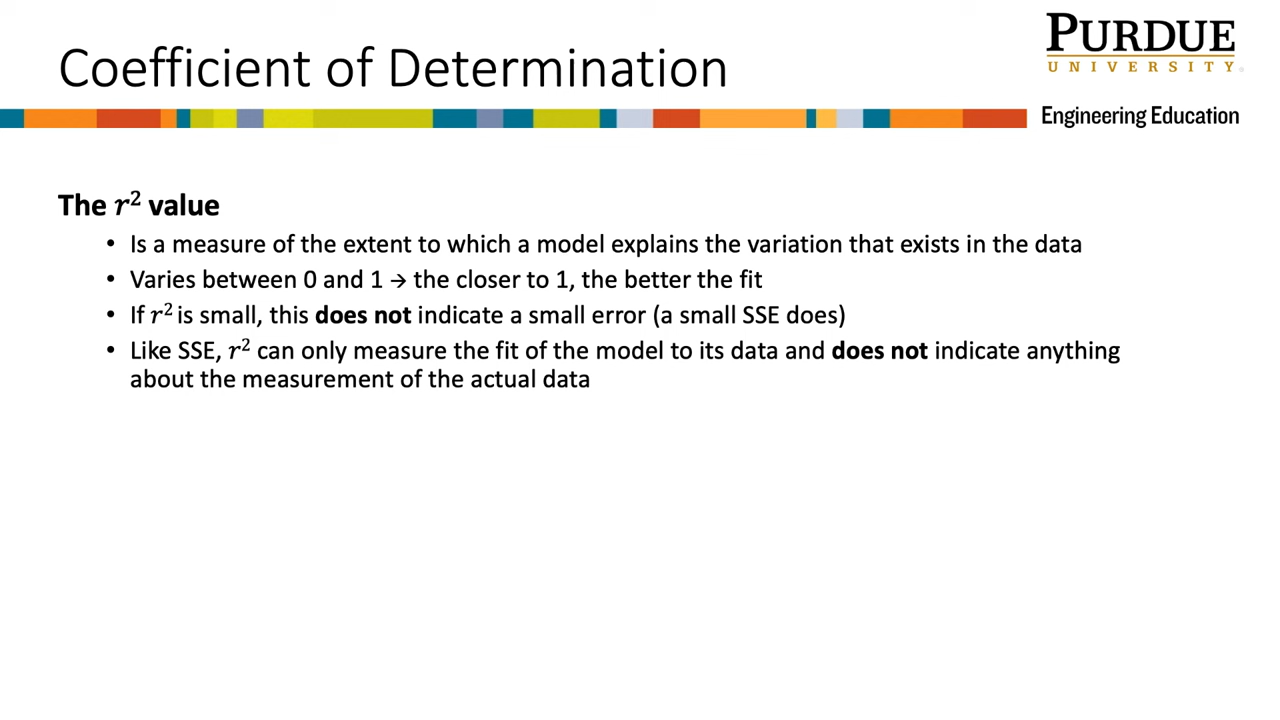 Coefficient of Determination
PURDUE
UNIVERSITY®
Engineering Education
The r² value
• Is a measure of the extent to which a model explains the variation that exists in the data
• Varies between 0 and 1 → the closer to 1, the better the fit
• If r² is small, this does not indicate a small error (a small SSE does)
• Like SSE, r² can only measure the fit of the model to its data and does not indicate anything
about the measurement of the actual data